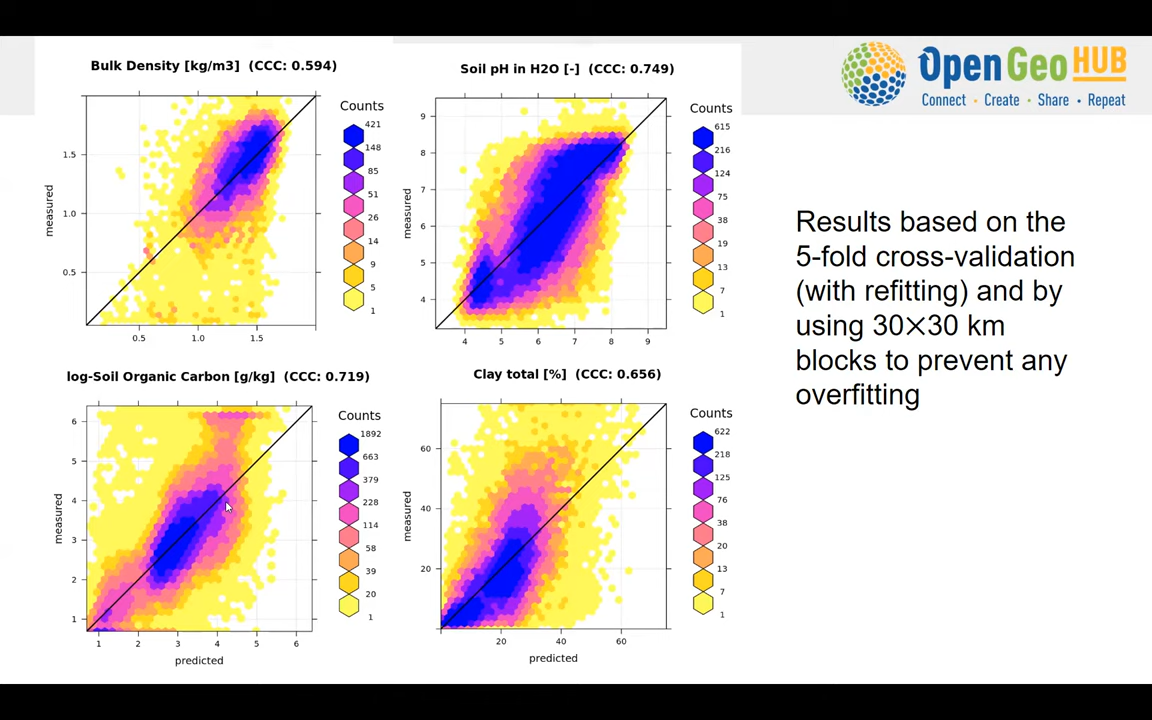 Open Geo HUB
Connect • Create • Share • Repeat
Bulk Density [kg/m3] (CCC: 0.594)
Counts
421
148
85
51
26
14
9
5
1
measured
1.5
1.0
0.5
0.5 1.0 1.5
Soil pH in H2O [-] (CCC: 0.749)
Counts
615
216
124
75
38
19
13
7
1
measured
9
8
7
6
5
4
4 5 6 7 8 9
log-Soil Organic Carbon [g/kg] (CCC: 0.719)
Counts
1892
663
379
228
114
58
39
20
1
measured
6
5
4
3
2
1
1 2 3 4 5 6
predicted
Clay total [%] (CCC: 0.656)
Counts
622
218
125
76
38
20
13
7
1
measured
60
40
20
20 40 60
predicted
Results based on the
5-fold cross-validation
(with refitting) and by
using 30✕30 km
blocks to prevent any
overfitting